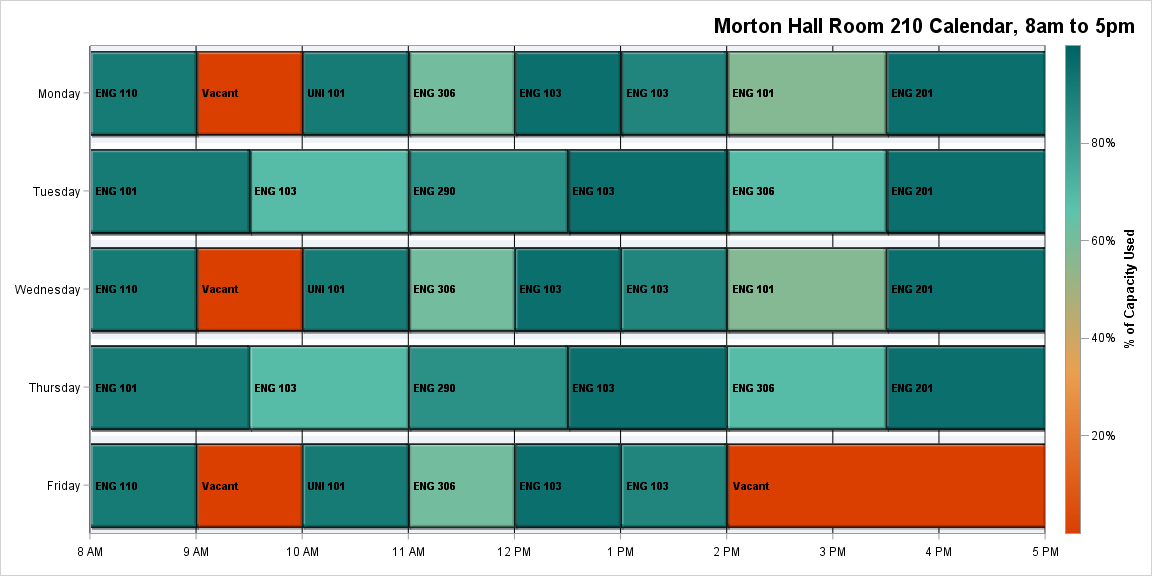 Morton Hall Room 210 Calendar, 8am to 5pm
Monday
ENG 110
Vacant
UNI 101
ENG 306
ENG 103
ENG 103
ENG 101
ENG 201
Tuesday
ENG 101
ENG 103
ENG 290
ENG 103
ENG 306
ENG 201
Wednesday
ENG 110
Vacant
UNI 101
ENG 306
ENG 103
ENG 103
ENG 101
ENG 201
Thursday
ENG 101
ENG 103
ENG 290
ENG 103
ENG 306
ENG 201
Friday
ENG 110
Vacant
UNI 101
ENG 306
ENG 103
ENG 103
Vacant
8 AM
9 AM
10 AM
11 AM
12 PM
1 PM
2 PM
3 PM
4 PM
5 PM
80%
60%
40%
20%
% of Capacity Used